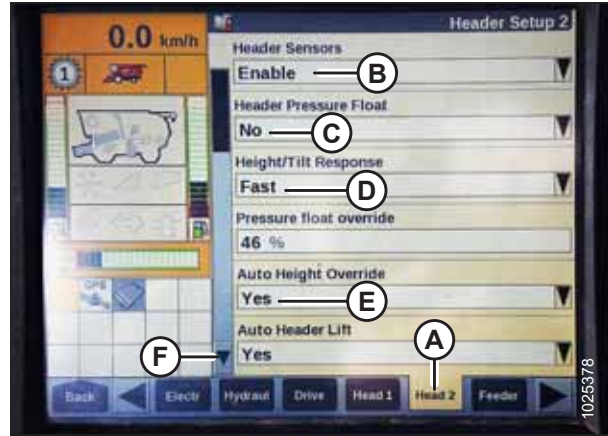 Header Setup 2
0.0 km/h
1
Header Sensors
Enable
B
Header Pressure Float
No
C
Height/Tilt Response
Fast
D
Pressure float override
46 %
Auto Height Override
Yes
E
Auto Header Lift
Yes
A
F
GPS
Back
Electr
Hydraul
Drive
Head 1
Head 2
Feeder
1025378